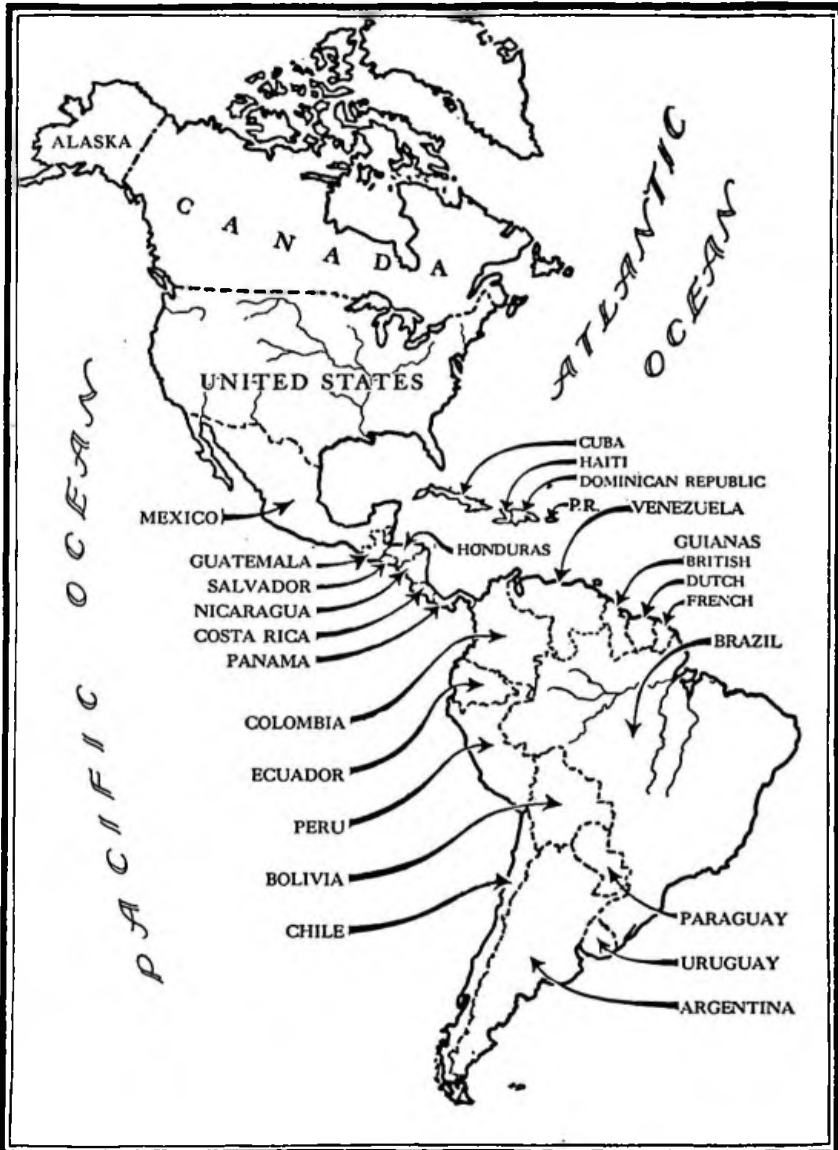 ALASKA
CANADA
UNITED STATES
ATLANTIC
OCEAN
PACIFIC OCEAN
CUBA
HAITI
DOMINICAN REPUBLIC
P.R.
VENEZUELA
MEXICO
HONDURAS
GUIANAS
BRITISH
DUTCH
FRENCH
GUATEMALA
SALVADOR
NICARAGUA
COSTA RICA
PANAMA
BRAZIL
COLOMBIA
ECUADOR
PERU
BOLIVIA
CHILE
PARAGUAY
URUGUAY
ARGENTINA